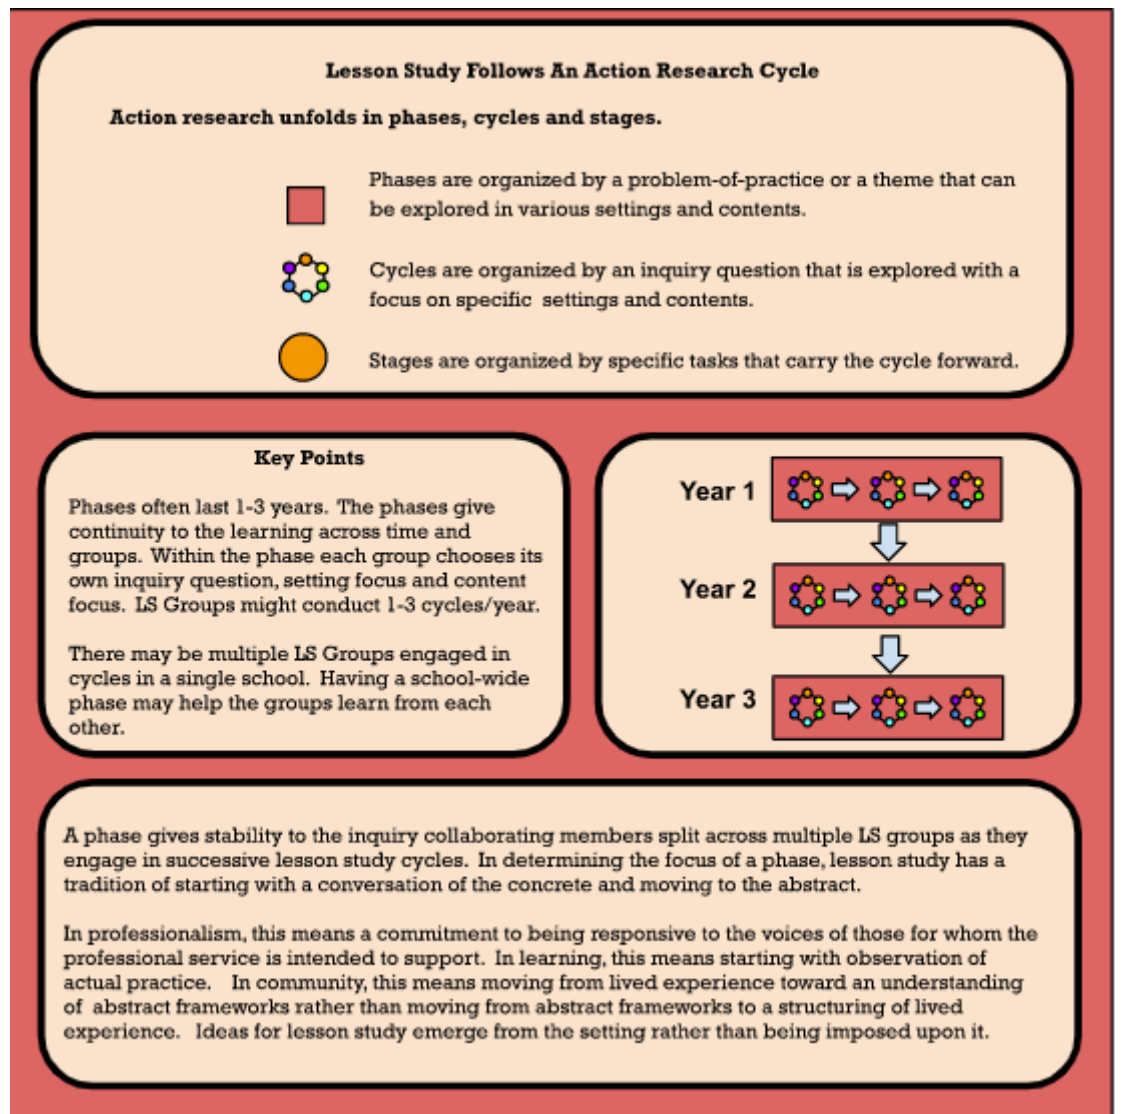 Lesson Study Follows An Action Research Cycle
Action research unfolds in phases, cycles and stages.
Phases are organized by a problem-of-practice or a theme that can
be explored in various settings and contents.
Cycles are organized by an inquiry question that is explored with a
focus on specific  settings and contents.
Stages are organized by specific tasks that carry the cycle forward.
Key Points
Phases often last 1-3 years. The phases give
continuity to the learning across time and
groups. Within the phase each group chooses its
own inquiry question, setting focus and content
focus. LS Groups might conduct 1-3 cycles/year.
There may be multiple LS Groups engaged in
cycles in a single school.  Having a school-wide
phase may help the groups learn from each
other.
Year 1
Year 2
Year 3
A phase gives stability to the inquiry collaborating members split across multiple LS groups as they
engage in successive lesson study cycles.  In determining the focus of a phase, lesson study has a
tradition of starting with a conversation of the concrete and moving to the abstract.
In professionalism, this means a commitment to being responsive to the voices of those for whom the
professional service is intended to support.  In learning, this means starting with observation of
actual practice.   In community, this means moving from lived experience toward an understanding
of  abstract frameworks rather than moving from abstract frameworks to a structuring of lived
experience.   Ideas for lesson study emerge from the setting rather than being imposed upon it.